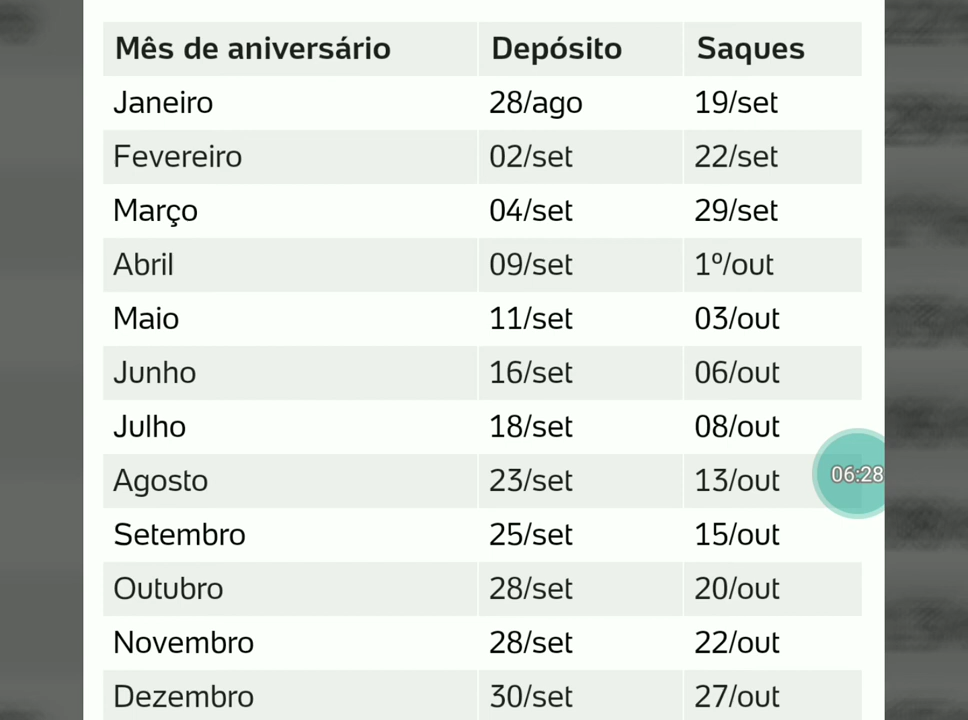 Mês de aniversário Depósito Saques
Janeiro 28/ago 19/set
Fevereiro 02/set 22/set
Março 04/set 29/set
Abril 09/set 1º/out
Maio 11/set 03/out
Junho 16/set 06/out
Julho 18/set 08/out
Agosto 23/set 13/out 06:28
Setembro 25/set 15/out
Outubro 28/set 20/out
Novembro 28/set 22/out
Dezembro 30/set 27/out